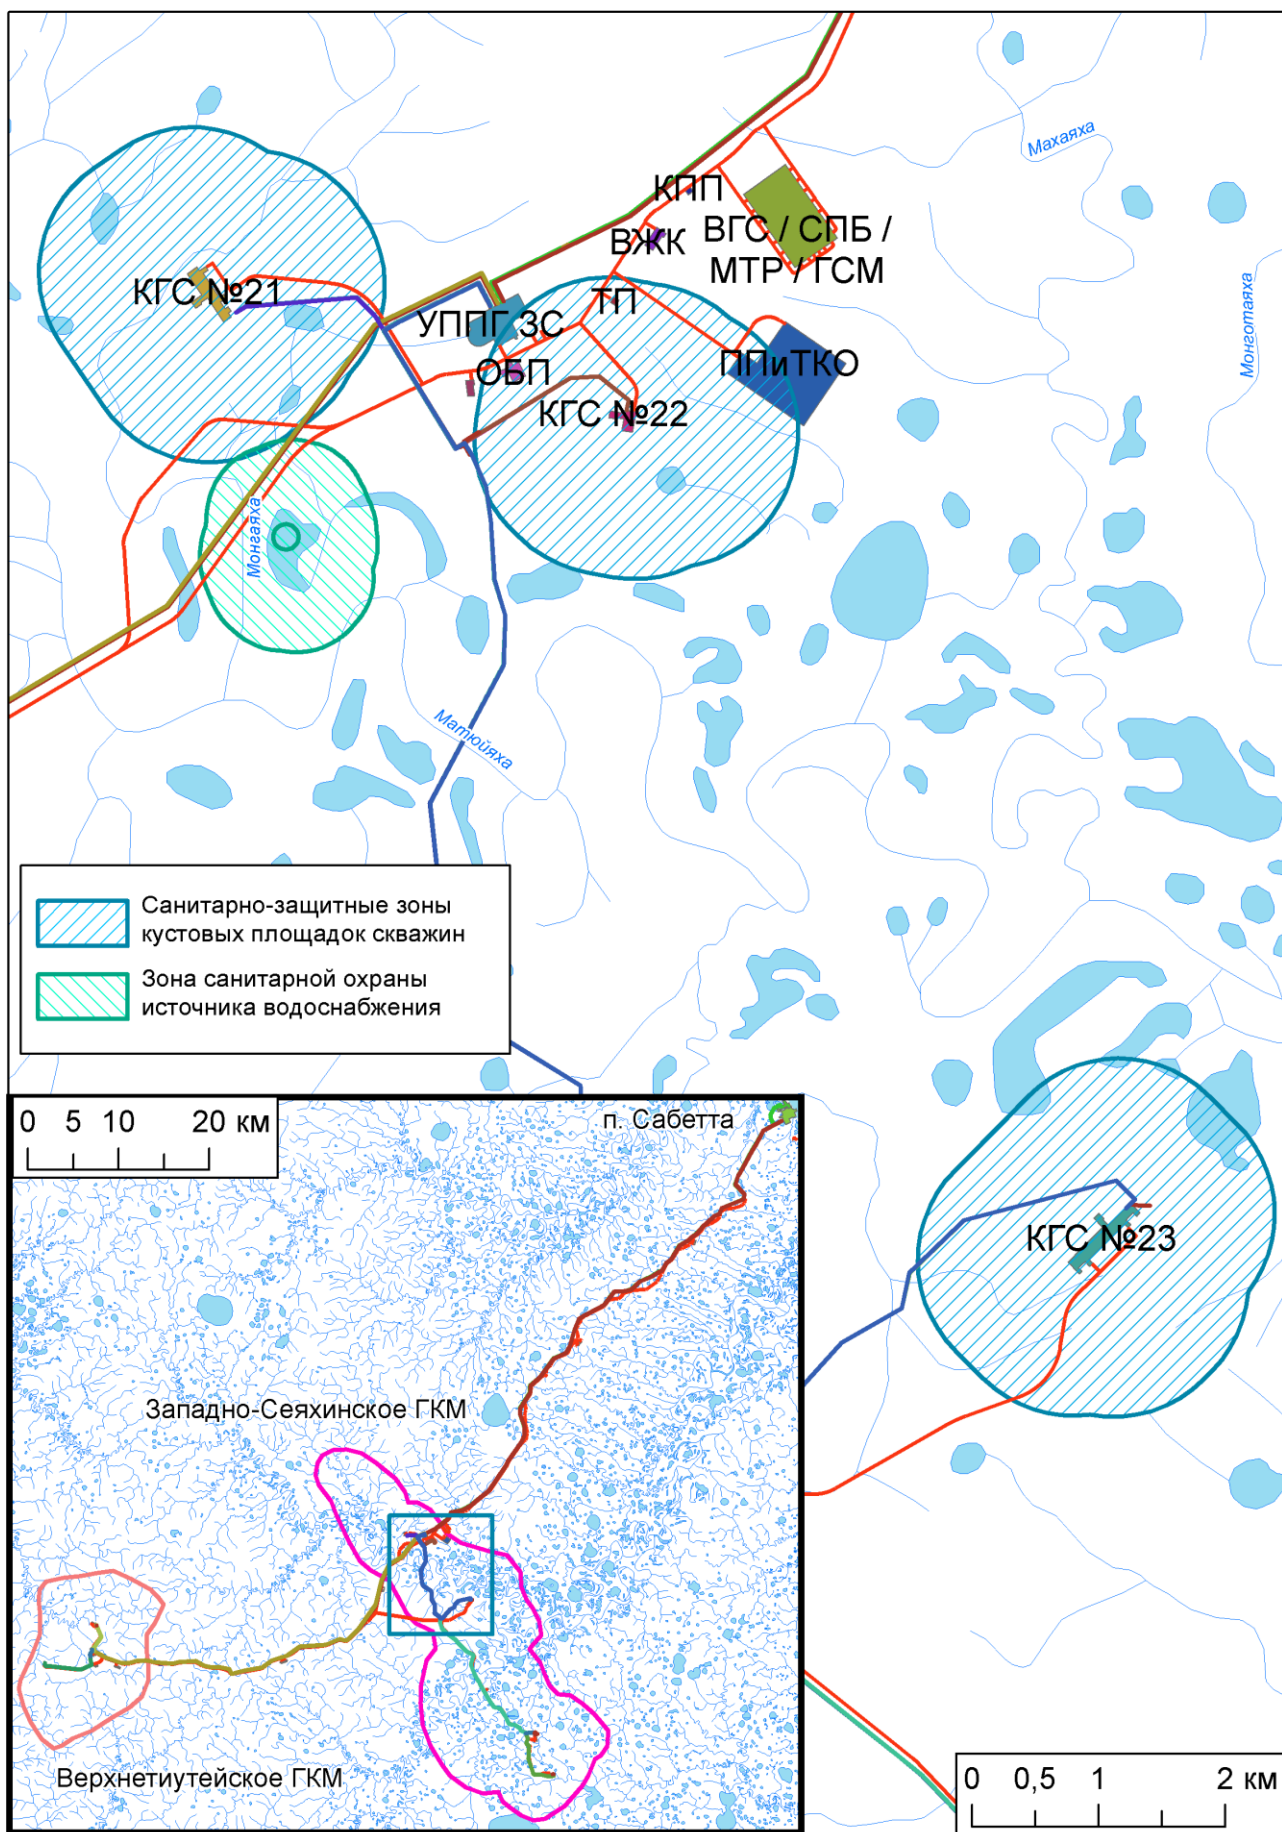 Махаяха
КПП
ВГС / СПБ /
МТР / ГСМ
ВЖК
Монготаяха
КГС №21
ТП
УППГ ЗС
ППиТКО
ОБП
КГС №22
Монгаяха
Матюйяха
Санитарно-защитные зоны
кустовых площадок скважин
Зона санитарной охраны
источника водоснабжения
0 5 10 20 км
п. Сабетта
КГС №23
Западно-Сеяхинское ГКМ
Верхнетиутейское ГКМ
0 0,5 1 2 км